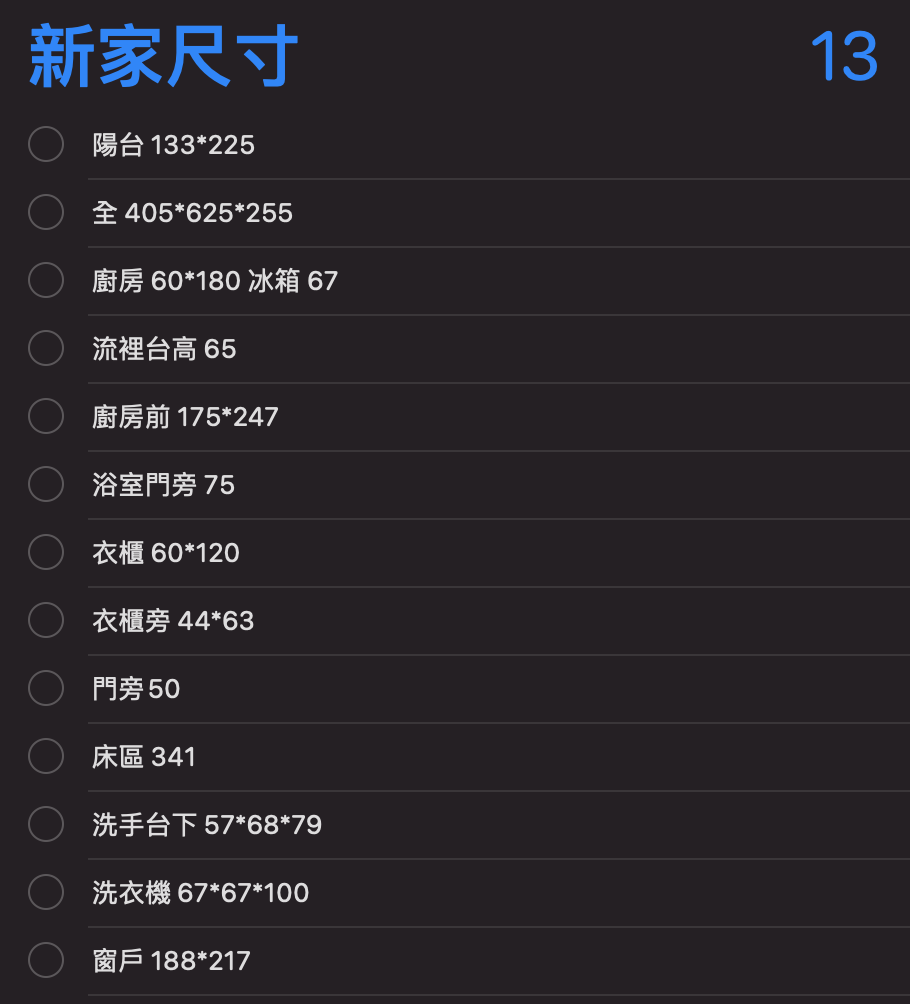 新家尺寸 13
陽台 133*225
全 405*625*255
廚房 60*180 冰箱 67
流裡台高 65
廚房前 175*247
浴室門旁 75
衣櫃 60*120
衣櫃旁 44*63
門旁 50
床區 341
洗手台下 57*68*79
洗衣機 67*67*100
窗戶 188*217